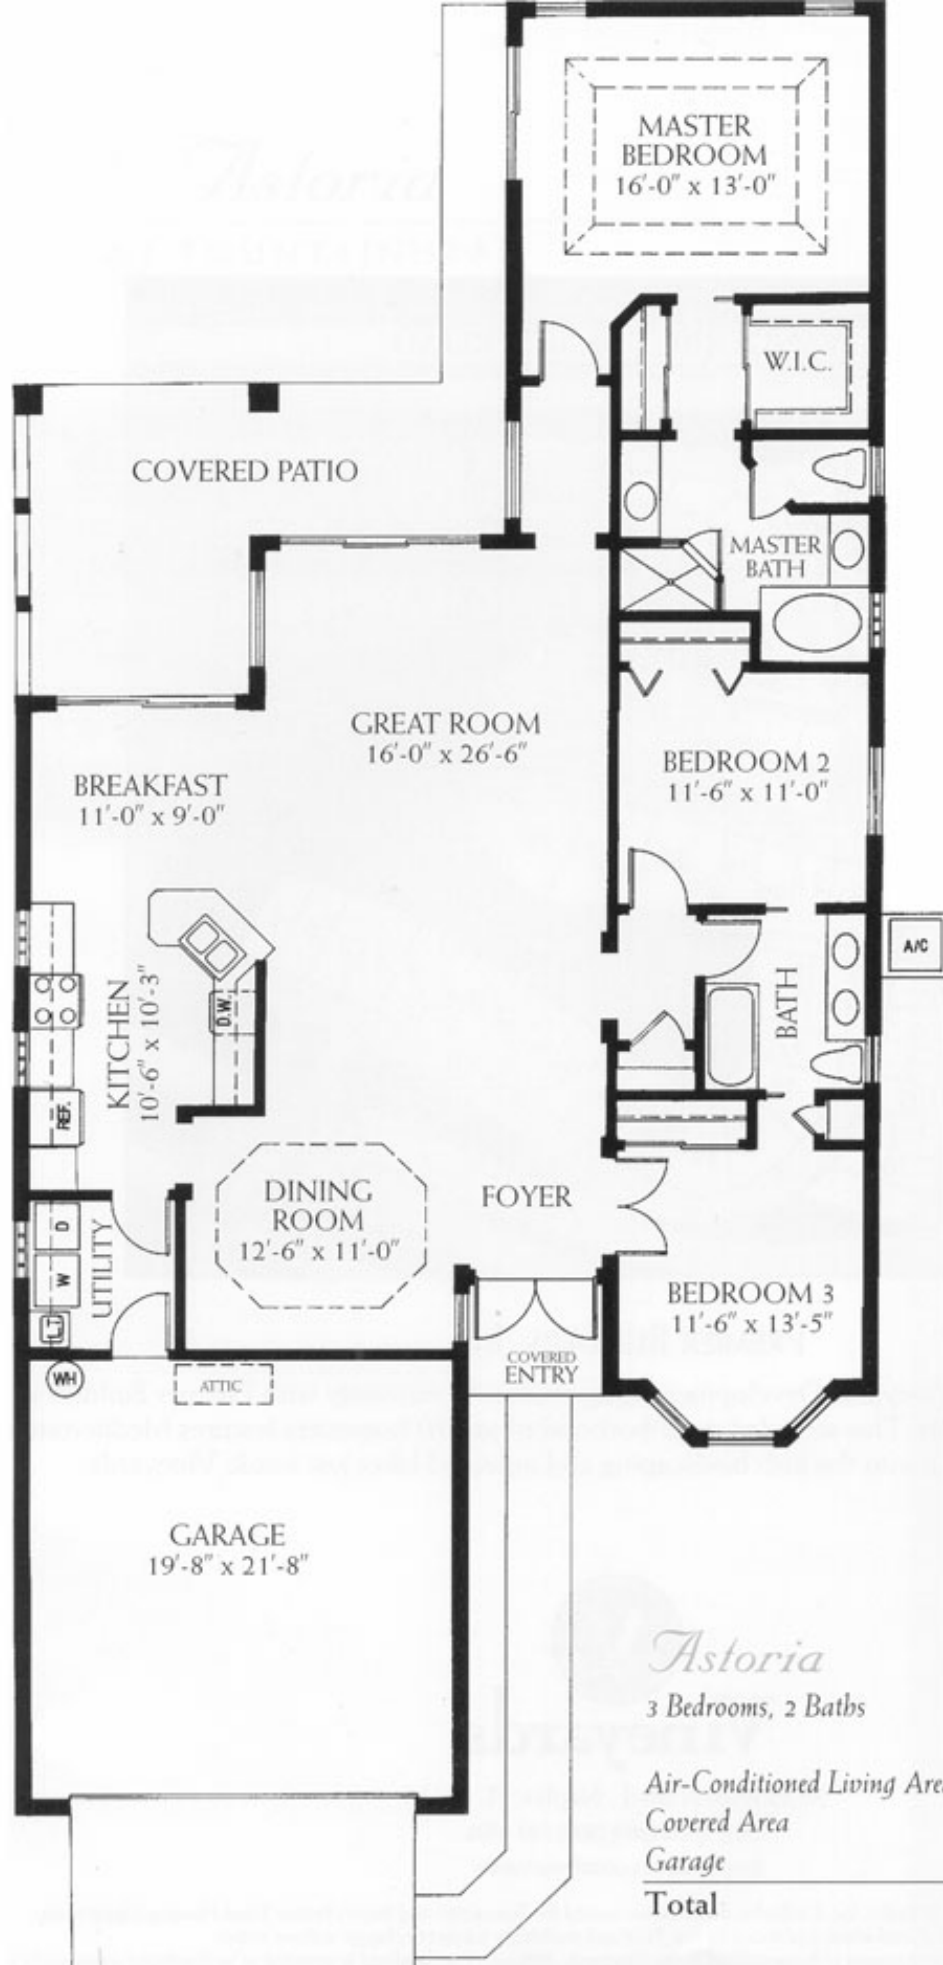 MASTER
BEDROOM
16'-0" x 13'-0"
W.I.C.
COVERED PATIO
MASTER
BATH
GREAT ROOM
16'-0" x 26'-6"
BEDROOM 2
11'-6" x 11'-0"
BREAKFAST
11'-0" x 9'-0"
A/C
KITCHEN
10'-6" x 10'-3"
D.W.
BATH
REF.
DINING
ROOM
12'-6" x 11'-0"
FOYER
UTILITY
D
W
L.T.
BEDROOM 3
11'-6" x 13'-5"
COVERED
ENTRY
WH
ATTIC
GARAGE
19'-8" x 21'-8"
Astoria
3 Bedrooms, 2 Baths
Air-Conditioned Living Area
Covered Area
Garage
Total